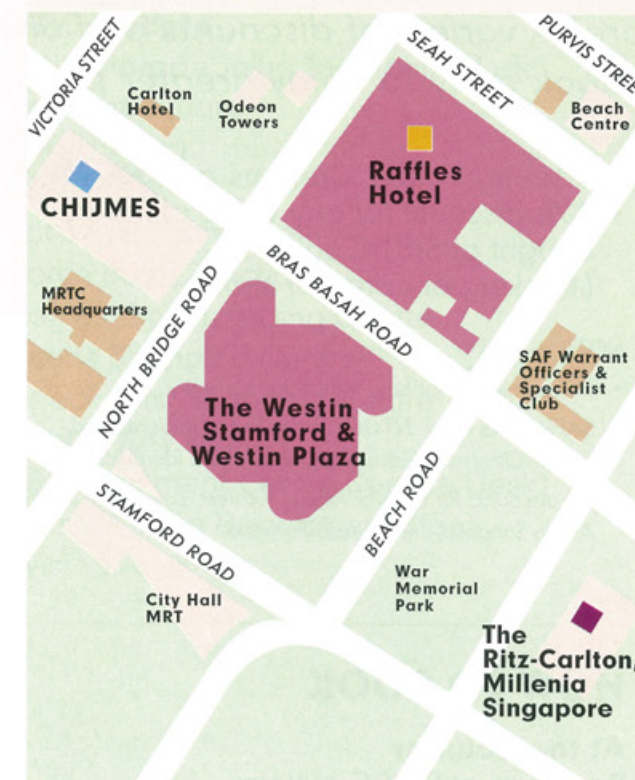 VICTORIA STREET
SEAH STREET
PURVIS STREE
Carlton
Hotel
Odeon
Towers
Beach
Centre
Raffles
Hotel
CHIJMES
BRAS BASAH ROAD
MRTC
Headquarters
NORTH BRIDGE ROAD
SAF Warrant
Officers &
Specialist
Club
The Westin
Stamford &
Westin Plaza
STAMFORD ROAD
BEACH ROAD
War
Memorial
Park
City Hall
MRT
The
Ritz-Carlton,
Millenia
Singapore